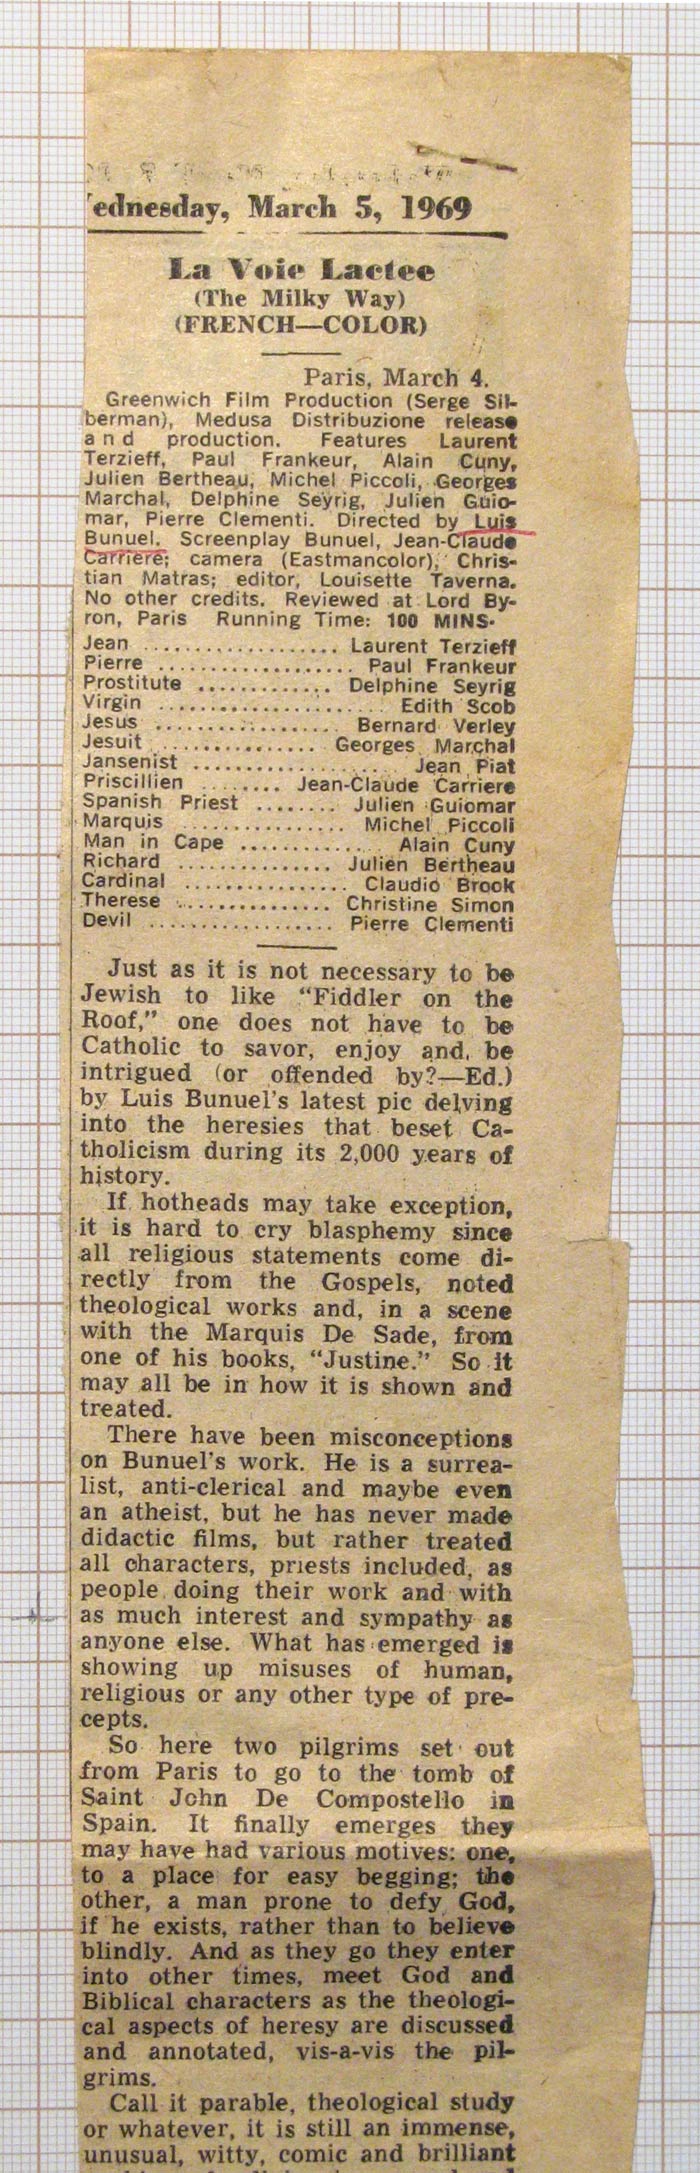 ednesday, March 5, 1969
La Voie Lactee
(The Milky Way)
(FRENCH—COLOR)
Paris, March 4.
Greenwich Film Production (Serge Sil-
berman), Medusa Distribuzione release
and production. Features Laurent
Terzieff, Paul Frankeur, Alain Cuny,
Julien Bertheau, Michel Piccoli, Georges
Marchal, Delphine Seyrig, Julien Guio-
mar, Pierre Clementi. Directed by Luis
Bunuel. Screenplay Bunuel, Jean-Claude
Carriere; camera (Eastmancolor), Chris-
tian Matras; editor, Louisette Taverna.
No other credits. Reviewed at Lord By-
ron, Paris Running Time: 100 MINS.
Jean .................. Laurent Terzieff
Pierre .................. Paul Frankeur
Prostitute ............ Delphine Seyrig
Virgin .................... Edith Scob
Jesus ................. Bernard Verley
Jesuit .............. Georges Marchal
Jansenist .................. Jean Piat
Priscillien ........ Jean-Claude Carriere
Spanish Priest ........ Julien Guiomar
Marquis ................ Michel Piccoli
Man in Cape ............. Alain Cuny
Richard .............. Julien Bertheau
Cardinal ................ Claudio Brook
Therese .............. Christine Simon
Devil .................. Pierre Clementi
Just as it is not necessary to be
Jewish to like "Fiddler on the
Roof," one does not have to be
Catholic to savor, enjoy and, be
intrigued (or offended by?—Ed.)
by Luis Bunuel's latest pic delving
into the heresies that beset Ca-
tholicism during its 2,000 years of
history.
If hotheads may take exception,
it is hard to cry blasphemy since
all religious statements come di-
rectly from the Gospels, noted
theological works and, in a scene
with the Marquis De Sade, from
one of his books, "Justine." So it
may all be in how it is shown and
treated.
There have been misconceptions
on Bunuel's work. He is a surrea-
list, anti-clerical and maybe even
an atheist, but he has never made
didactic films, but rather treated
all characters, priests included, as
people doing their work and with
as much interest and sympathy as
anyone else. What has emerged is
showing up misuses of human,
religious or any other type of pre-
cepts.
So here two pilgrims set out
from Paris to go to the tomb of
Saint John De Compostello in
Spain. It finally emerges they
may have had various motives: one,
to a place for easy begging; the
other, a man prone to defy God,
if he exists, rather than to believe
blindly. And as they go they enter
into other times, meet God and
Biblical characters as the theologi-
cal aspects of heresy are discussed
and annotated, vis-a-vis the pil-
grims.
Call it parable, theological study
or whatever, it is still an immense,
unusual, witty, comic and brilliant